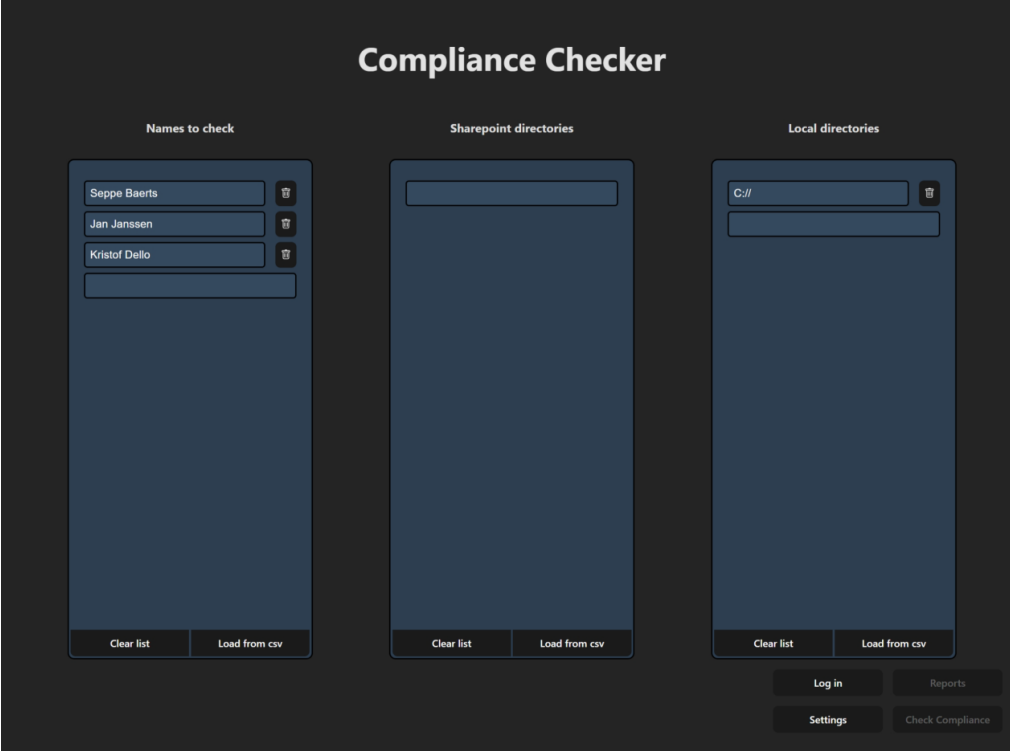 Compliance Checker
Names to check
Seppe Baerts
Jan Janssen
Kristof Dello
Clear list
Load from csv
Sharepoint directories
Clear list
Load from csv
Local directories
C://
Clear list
Load from csv
Log in
Reports
Settings
Check Compliance